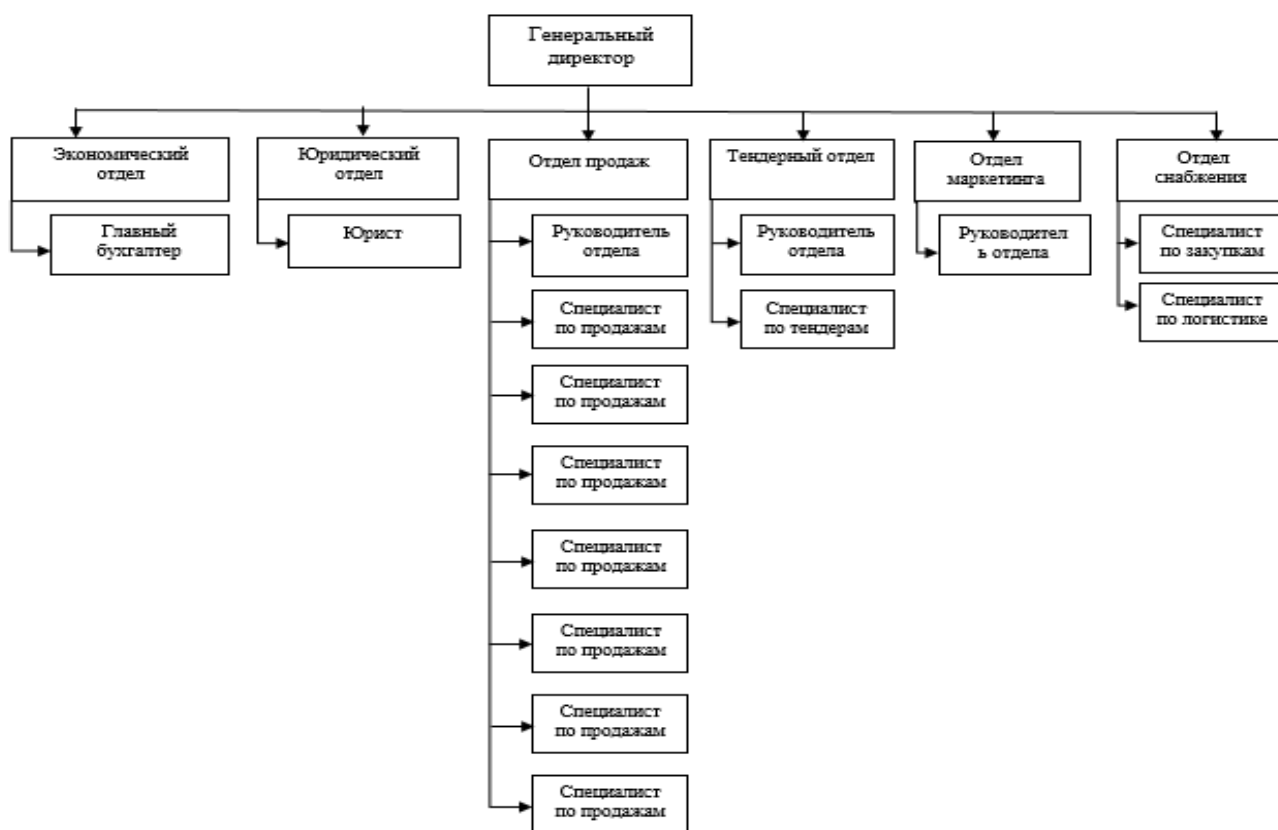 Генеральный
директор
Экономический
отдел
Юридический
отдел
Отдел продаж
Тендерный отдел
Отдел
маркетинга
Отдел
снабжения
Главный
бухгалтер
Юрист
Руководитель
отдела
Руководитель
отдела
Руководител
ь отдела
Специалист
по закупкам
Специалист
по продажам
Специалист
по тендерам
Специалист
по логистике
Специалист
по продажам
Специалист
по продажам
Специалист
по продажам
Специалист
по продажам
Специалист
по продажам
Специалист
по продажам